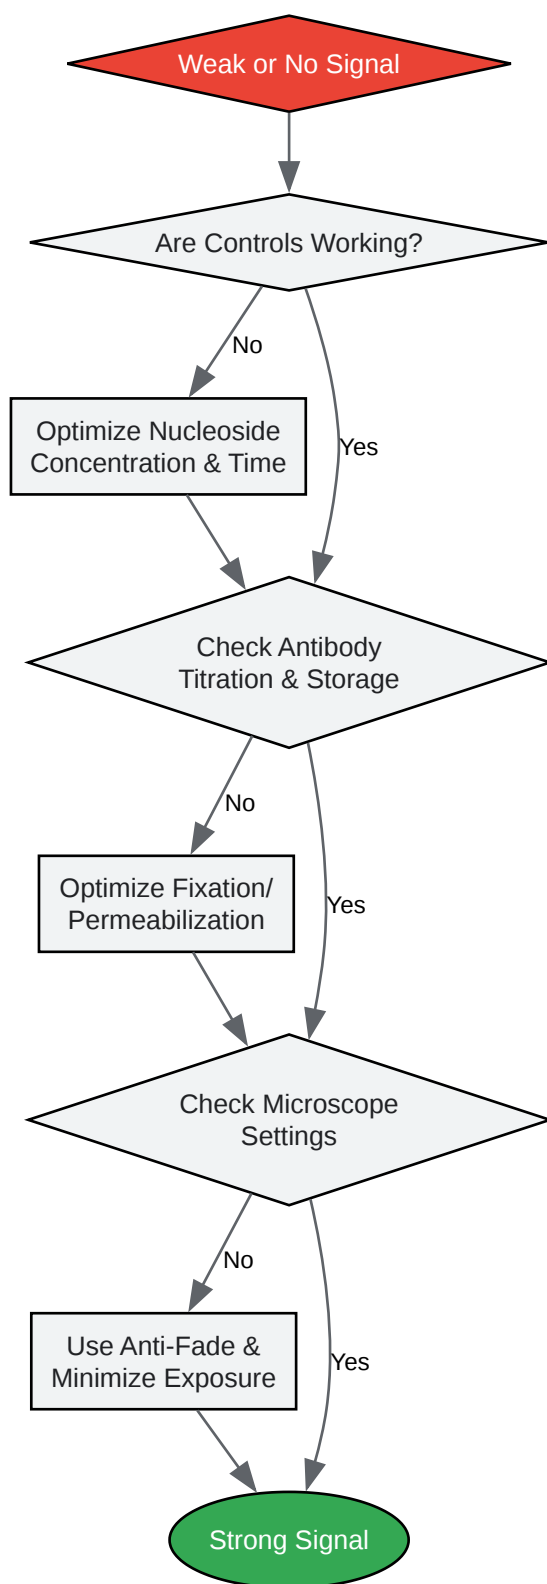 Weak or No Signal
Are Controls Working?
No
Optimize Nucleoside
Concentration & Time
Yes
Check Antibody
Titration & Storage
No
Optimize Fixation/
Permeabilization
Yes
Check Microscope
Settings
No
Use Anti-Fade &
Minimize Exposure
Yes
Strong Signal